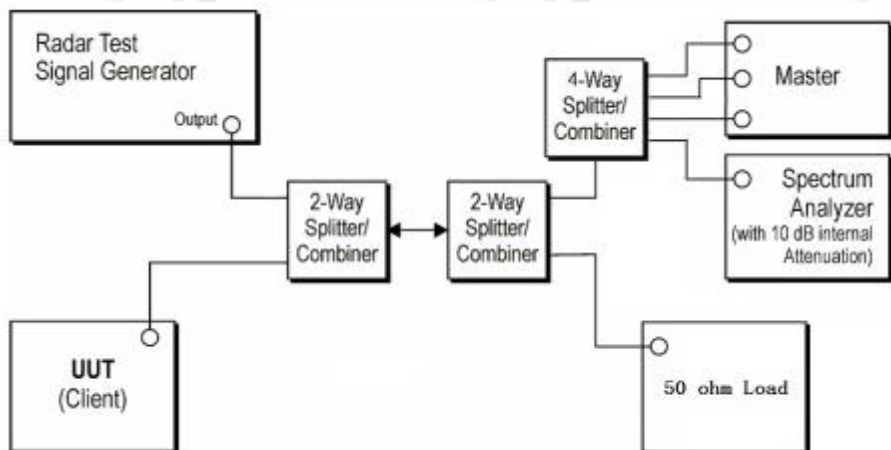 Radar Test
Signal Generator
Output
4-Way
Splitter/
Combiner
Master
2-Way
Splitter/
Combiner
2-Way
Splitter/
Combiner
Spectrum
Analyzer
(with 10 dB internal
Attenuation)
UUT
(Client)
50 ohm Load